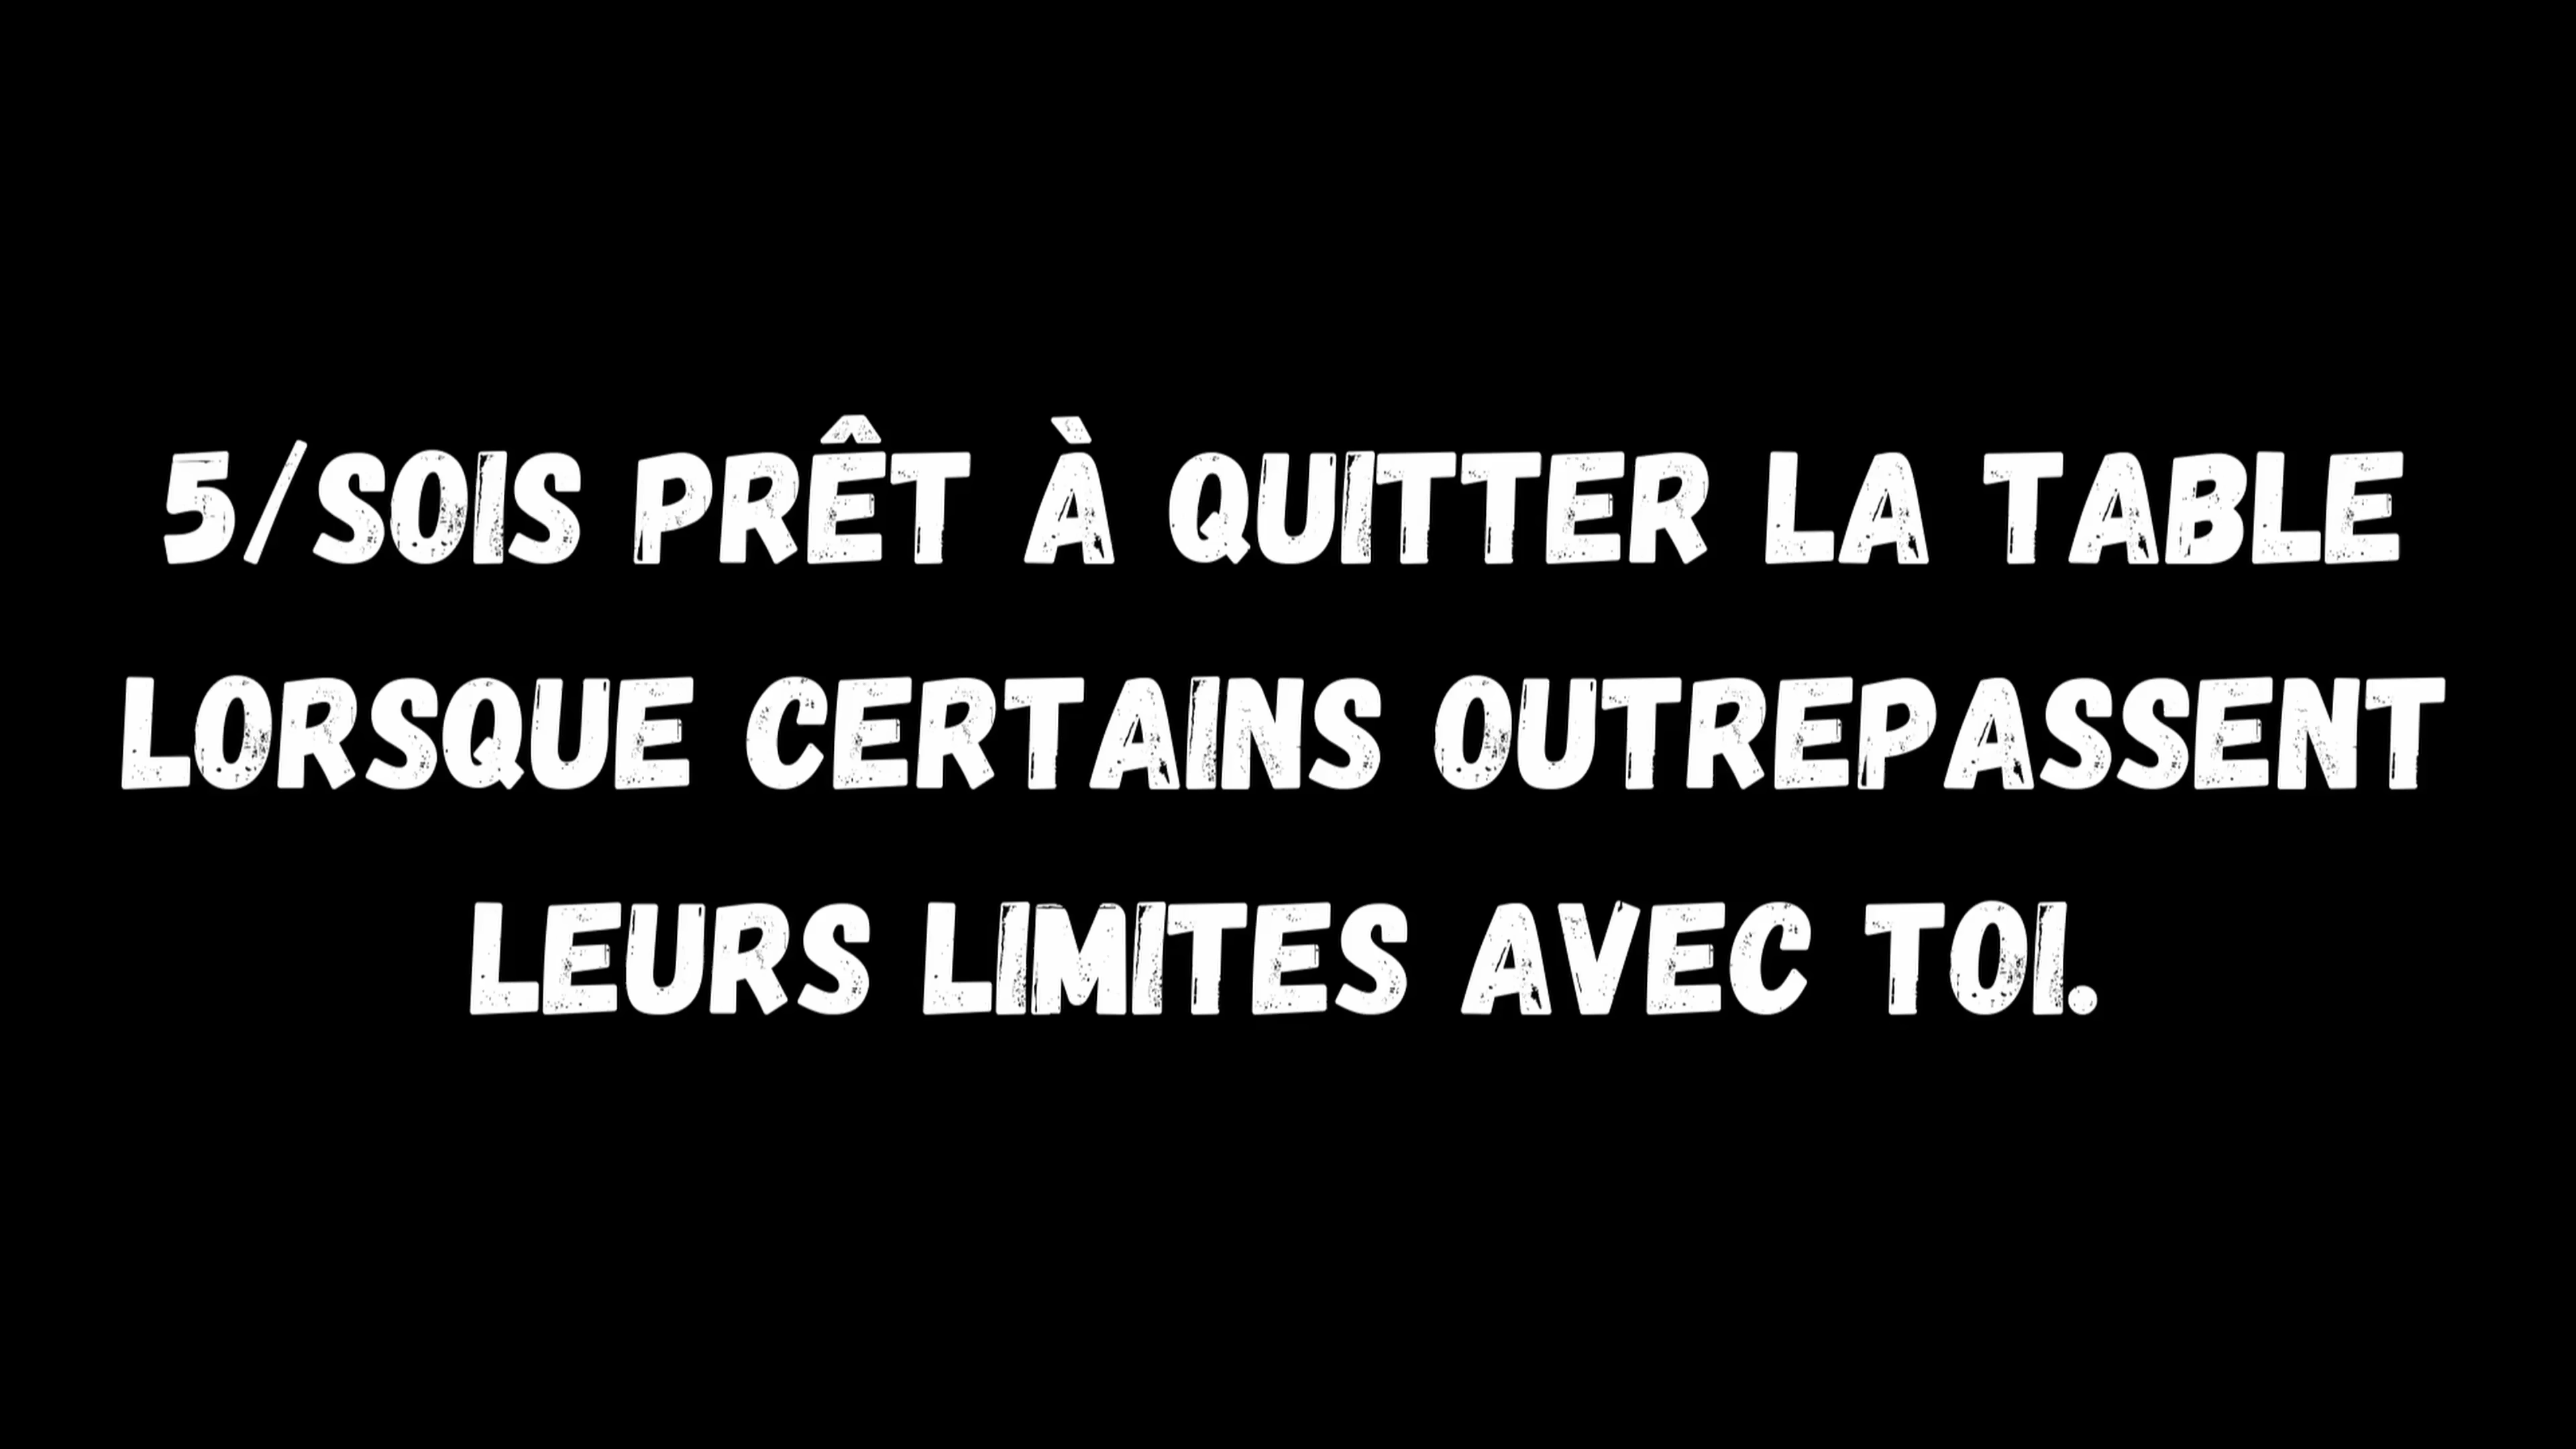 5/SOIS PRÊT À QUITTER LA TABLE
LORSQUE CERTAINS OUTREPASSENT
LEURS LIMITES AVEC TOI.